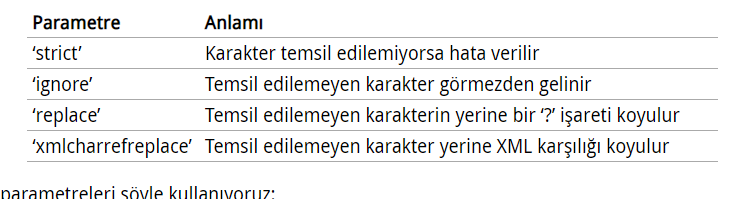 Parametre Anlamı
‘strict’ Karakter temsil edilemiyorsa hata verilir
‘ignore’ Temsil edilemeyen karakter görmezden gelinir
‘replace’ Temsil edilemeyen karakterin yerine bir ‘?’ işareti koyulur
‘xmlcharrefreplace’ Temsil edilemeyen karakter yerine XML karşılığı koyulur
parametreleri şöyle kullanıyoruz: